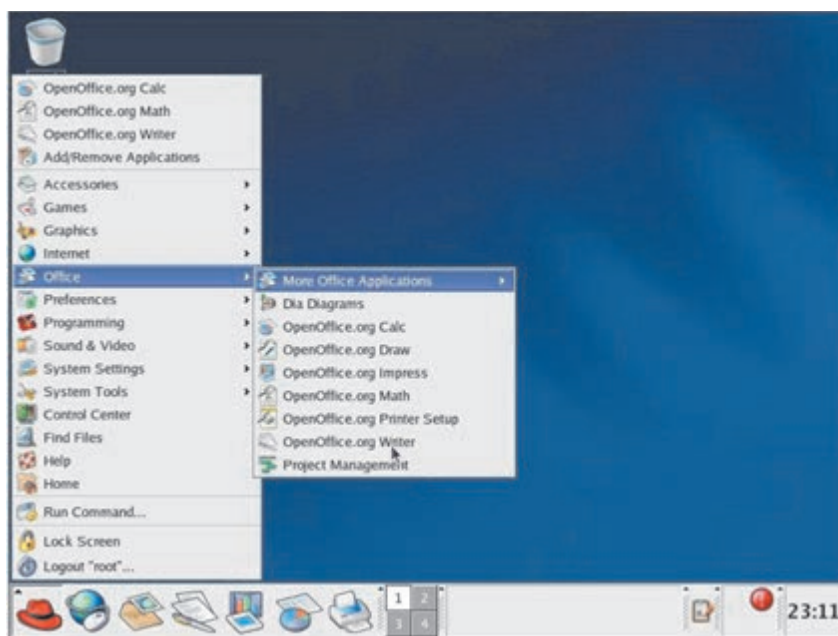 OpenOffice.org Calc
OpenOffice.org Math
OpenOffice.org Writer
Add/Remove Applications
Accessories
Games
Graphics
Internet
Office
Preferences
Programming
Sound & Video
System Settings
System Tools
Control Center
Find Files
Help
Home
Run Command...
Lock Screen
Logout "root"...
More Office Applications
Dia Diagrams
OpenOffice.org Calc
OpenOffice.org Draw
OpenOffice.org Impress
OpenOffice.org Math
OpenOffice.org Printer Setup
OpenOffice.org Writer
Project Management
1 2
3 4
23:11